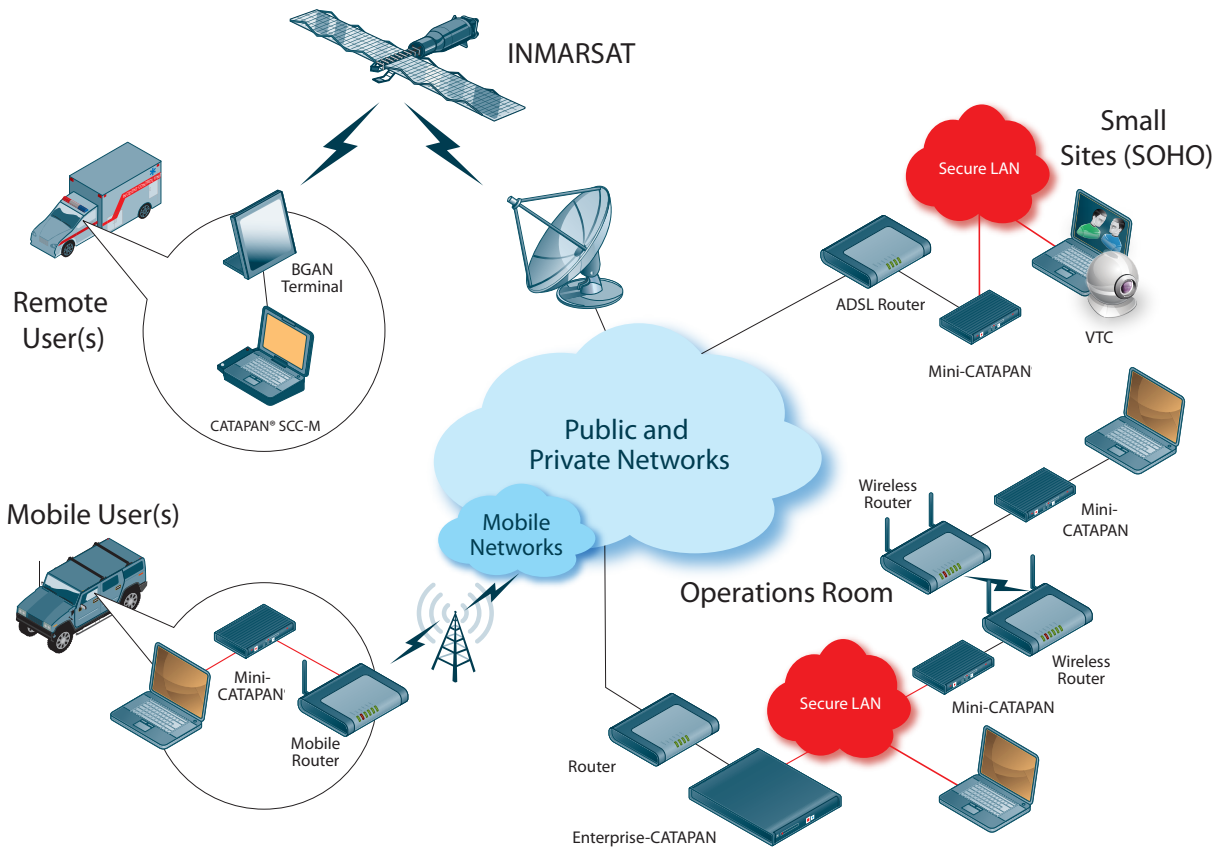 INMARSAT
Small
Sites (SOHO)
Secure LAN
BGAN
Terminal
Remote
User(s)
ADSL Router
VTC
Mini-CATAPAN
CATAPAN® SCC-M
Public and
Private Networks
Wireless
Router
Mini-
CATAPAN
Mobile User(s)
Mobile
Networks
Operations Room
Wireless
Router
Mini-
CATAPAN
Secure LAN
Mini-CATAPAN
Mobile
Router
Router
Enterprise-CATAPAN